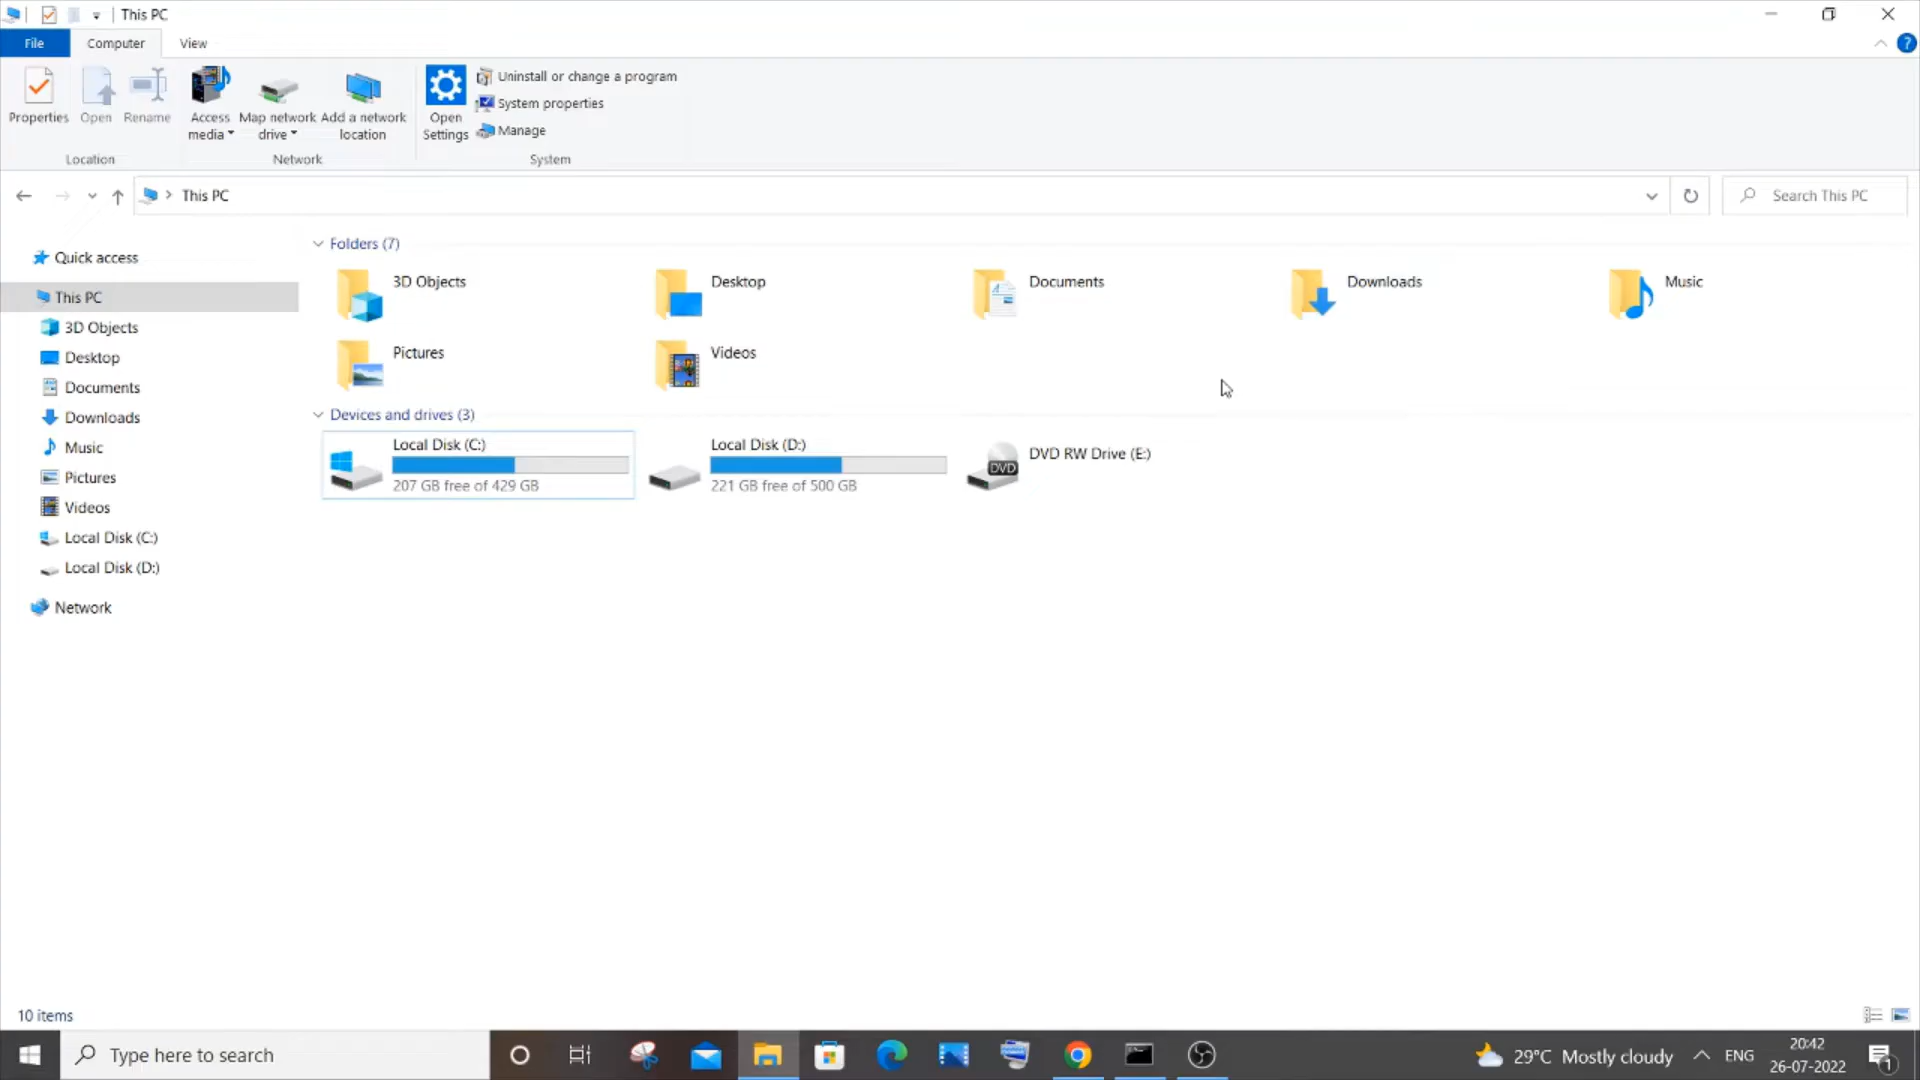 This PC
File
Computer
View
Properties
Open
Rename
Access media
Map network drive
Add a network location
Open Settings
Uninstall or change a program
System properties
Manage
Location
Network
System
This PC
Search This PC
Quick access
This PC
3D Objects
Desktop
Documents
Downloads
Music
Pictures
Videos
Local Disk (C:)
Local Disk (D:)
Network
Folders (7)
3D Objects
Desktop
Documents
Downloads
Music
Pictures
Videos
Devices and drives (3)
Local Disk (C:)
207 GB free of 429 GB
Local Disk (D:)
221 GB free of 500 GB
DVD
DVD RW Drive (E:)
10 items
Type here to search
29°C Mostly cloudy
ENG
20:42
26-07-2022
1